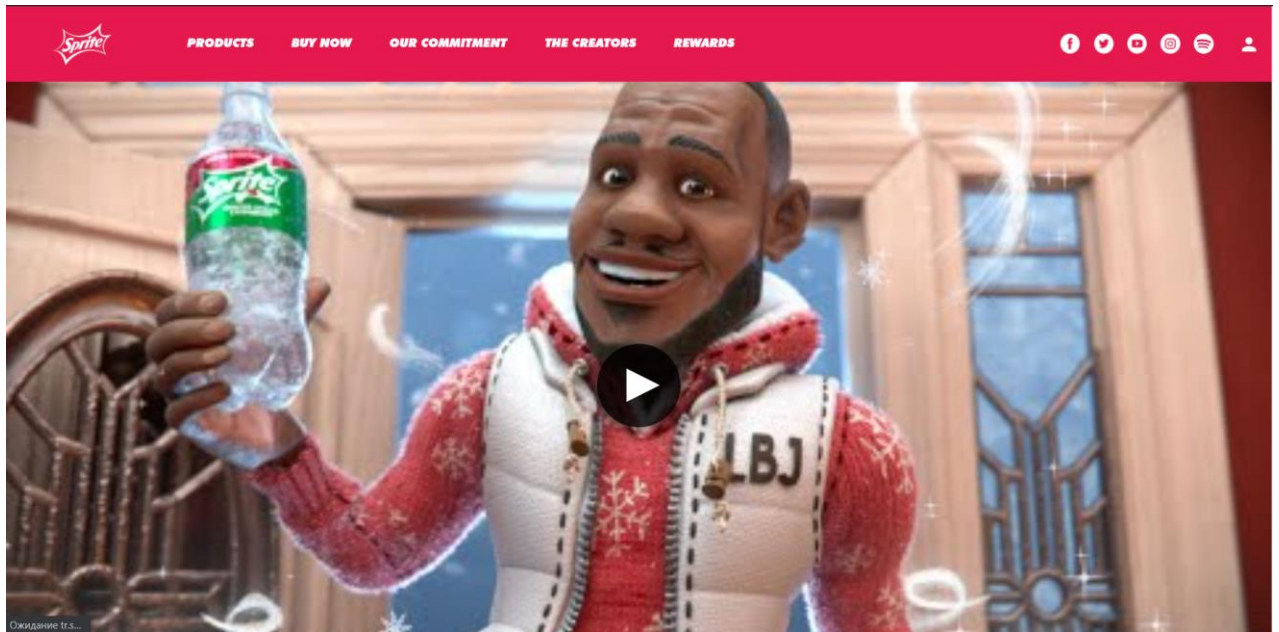 Sprite
PRODUCTS
BUY NOW
OUR COMMITMENT
THE CREATORS
REWARDS
Sprite
LBJ
Ожидание tr.s...